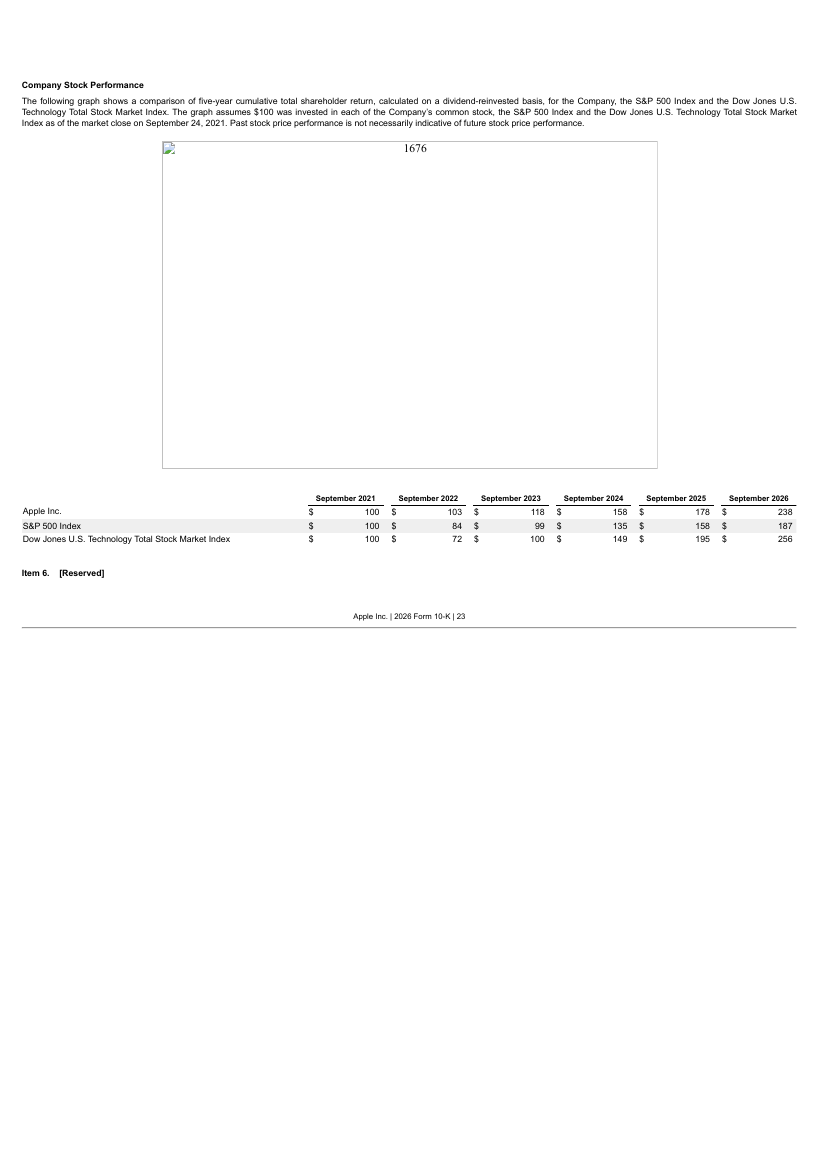 Company Stock Performance
The following graph shows a comparison of five-year cumulative total shareholder return, calculated on a dividend-reinvested basis, for the Company, the S&P 500 Index and the Dow Jones U.S.
Technology Total Stock Market Index. The graph assumes $100 was invested in each of the Company's common stock, the S&P 500 Index and the Dow Jones U.S. Technology Total Stock Market
Index as of the market close on September 24, 2021. Past stock price performance is not necessarily indicative of future stock price performance.
1676
September 2021 September 2022 September 2023 September 2024 September 2025 September 2026
Apple Inc. $ 100 $ 103 $ 118 $ 158 $ 178 $ 238
S&P 500 Index $ 100 $ 84 $ 99 $ 135 $ 158 $ 187
Dow Jones U.S. Technology Total Stock Market Index $ 100 $ 72 $ 100 $ 149 $ 195 $ 256
Item 6. [Reserved]
Apple Inc. | 2026 Form 10-K | 23